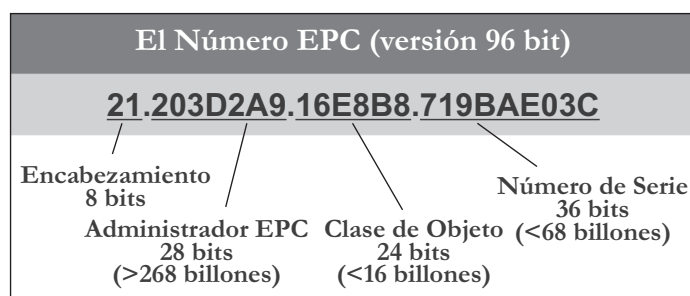 El Número EPC (versión 96 bit)
21.203D2A9.16E8B8.719BAE03C
Encabezamiento
8 bits
Administrador EPC
28 bits
(>268 billones)
Clase de Objeto
24 bits
(<16 billones)
Número de Serie
36 bits
(<68 billones)